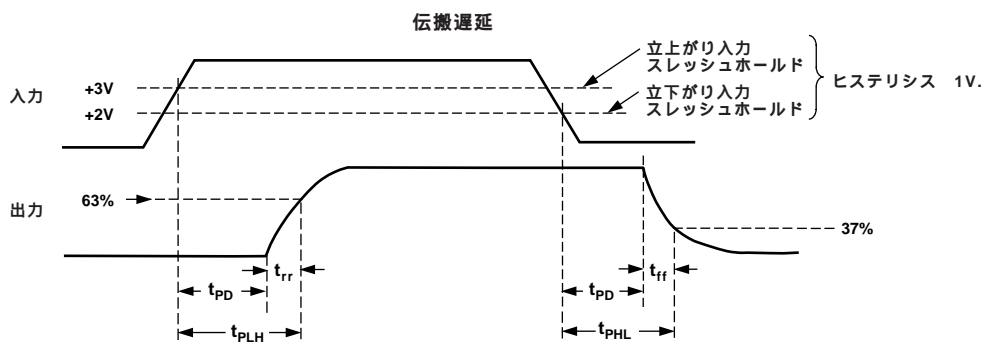 伝搬遅延
立上がり入力
スレッシュホールド
立下がり入力
スレッシュホールド
ヒステリシス 1V.
入力
+3V
+2V
出力
63%
37%
trr
tff
tPD
tPD
tPLH
tPHL